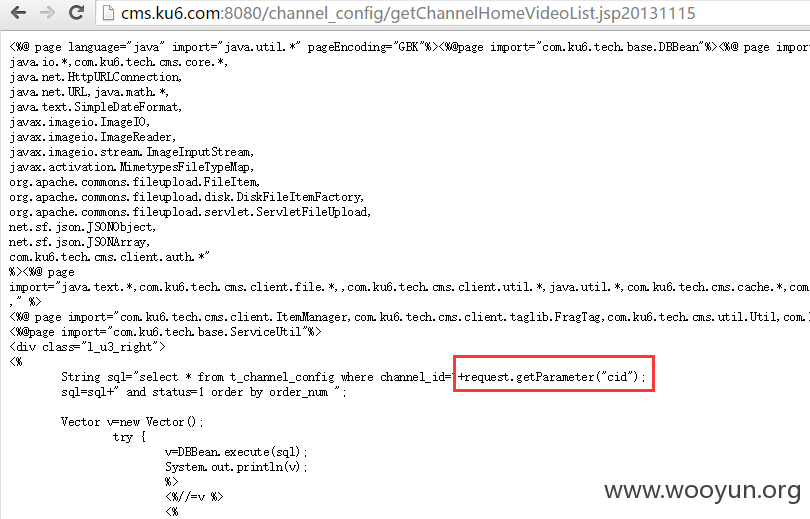 cms.ku6.com:8080/channel_config/getChannelHomeVideoList.jsp20131115
<%@ page language="java" import="java.util.*" pageEncoding="GBK"%><%@page import="com.ku6.tech.base.DBBean"%><%@ page impor
java.io.*,com.ku6.tech.cms.core.*,
java.net.HttpURLConnection,
java.net.URL,java.math.*,
java.text.SimpleDateFormat,
javax.imageio.ImageIO,
javax.imageio.ImageReader,
javax.imageio.stream.ImageInputStream,
javax.activation.MimetypesFileTypeMap,
org.apache.commons.fileupload.FileItem,
org.apache.commons.fileupload.disk.DiskFileItemFactory,
org.apache.commons.fileupload.servlet.ServletFileUpload,
net.sf.json.JSONObject,
net.sf.json.JSONArray,
com.ku6.tech.cms.client.auth.*"
%><%@ page
import="java.text.*,com.ku6.tech.cms.client.file.*,,com.ku6.tech.cms.client.util.*,java.util.*,com.ku6.tech.cms.cache.*,com
," %>
<%@ page import="com.ku6.tech.cms.client.ItemManager,com.ku6.tech.cms.client.taglib.FragTag,com.ku6.tech.cms.util.Util,com.
<%@page import="com.ku6.tech.base.ServiceUtil"%>
<div class="l_u3_right">
<%
String sql="select * from t_channel_config where channel_id="+request.getParameter("cid");
sql=sql+" and status=1 order by order_num ";
Vector v=new Vector();
try {
v=DBBean.execute(sql);
System.out.println(v);
%>
<%//=v %>
<%
www.wooyun.org